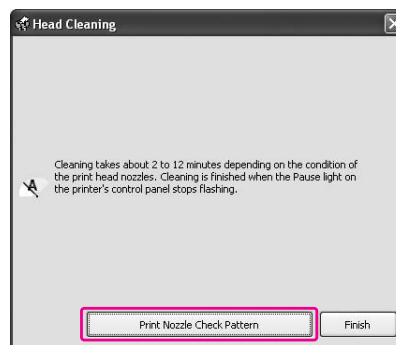 Head Cleaning
Cleaning takes about 2 to 12 minutes depending on the condition of
the print head nozzles. Cleaning is finished when the Pause light on
the printer's control panel stops flashing.
Print Nozzle Check Pattern
Finish